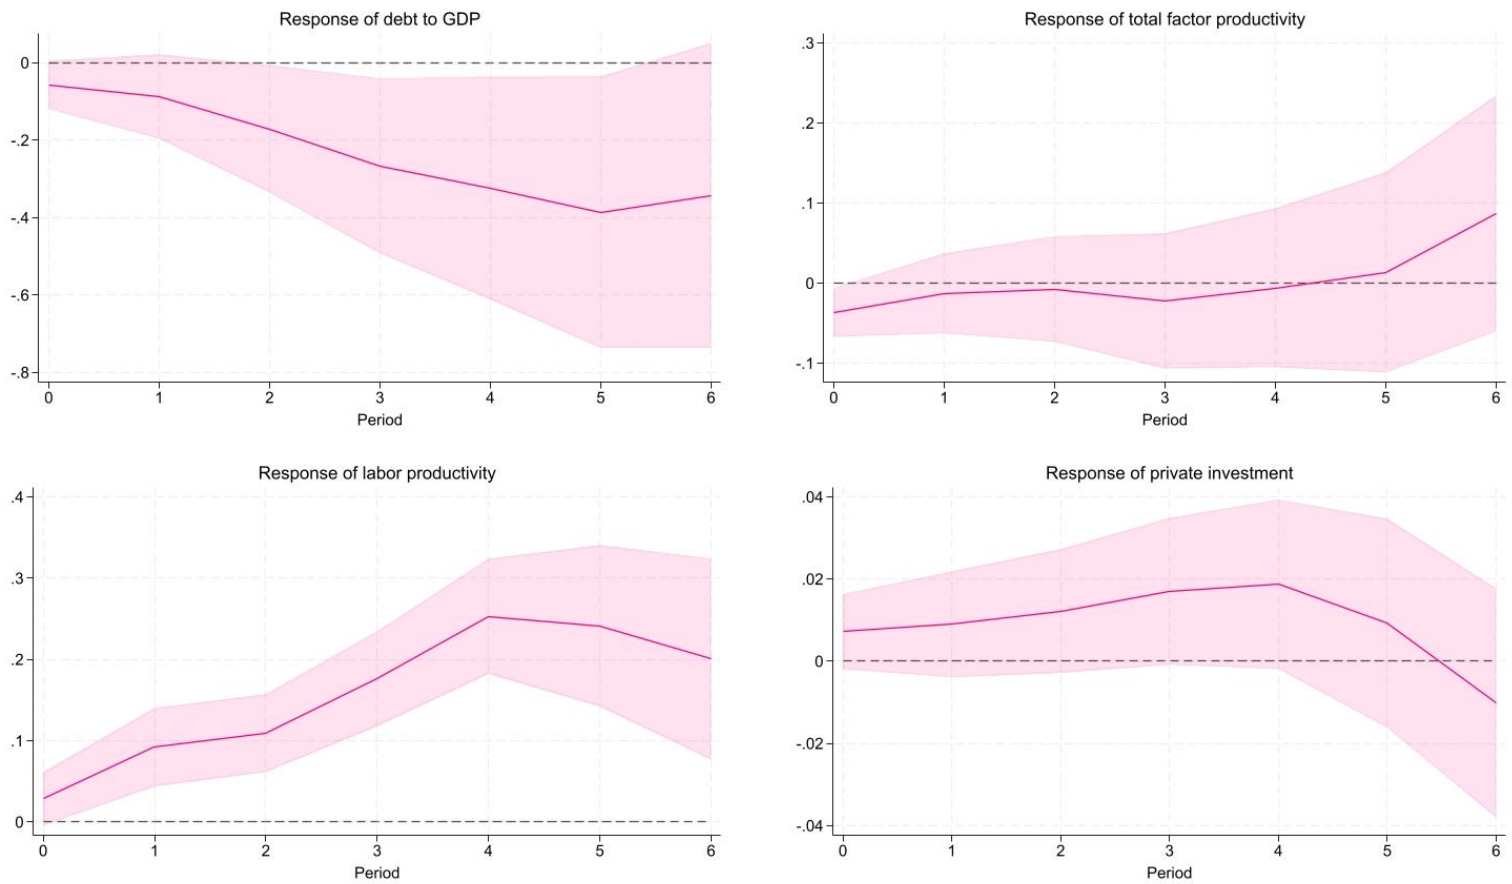 Response of debt to GDP
0
-.2
-.4
-.6
-.8
0 1 2 3 4 5 6
Period
Response of total factor productivity
.3
.2
.1
0
-.1
0 1 2 3 4 5 6
Period
Response of labor productivity
.4
.3
.2
.1
0
0 1 2 3 4 5 6
Period
Response of private investment
.04
.02
0
-.02
-.04
0 1 2 3 4 5 6
Period